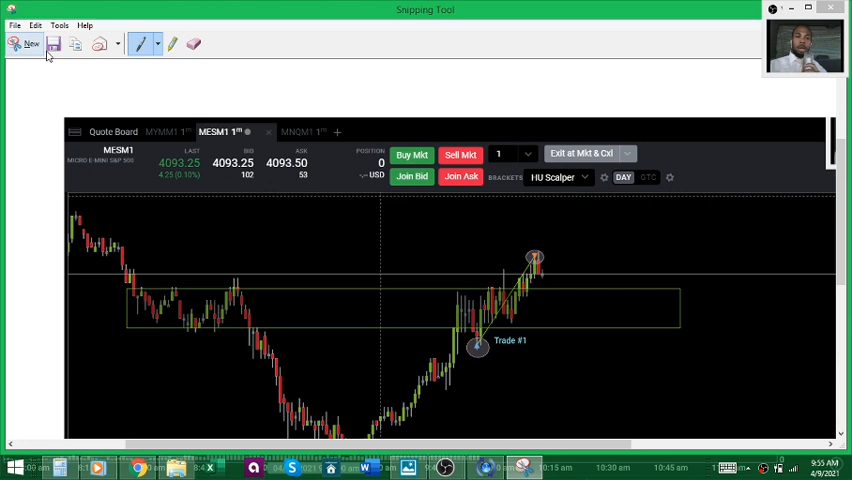 Snipping Tool
File Edit Tools Help
New
Quote Board MYMM1 1m MESM1 1m MNQM1 1m
MESM1 LAST BID ASK POSITION Buy Mkt Sell Mkt 1 Exit at Mkt & Cxl
MICRO E-MINI S&P 500 4093.25 4093.25 4093.50 0
4.25 (0.10%) 102 53 -.-- USD Join Bid Join Ask BRACKETS HU Scalper DAY GTC
Trade #1
10:15 am 10:30 am 10:45 am
9:55 AM
4/9/2021